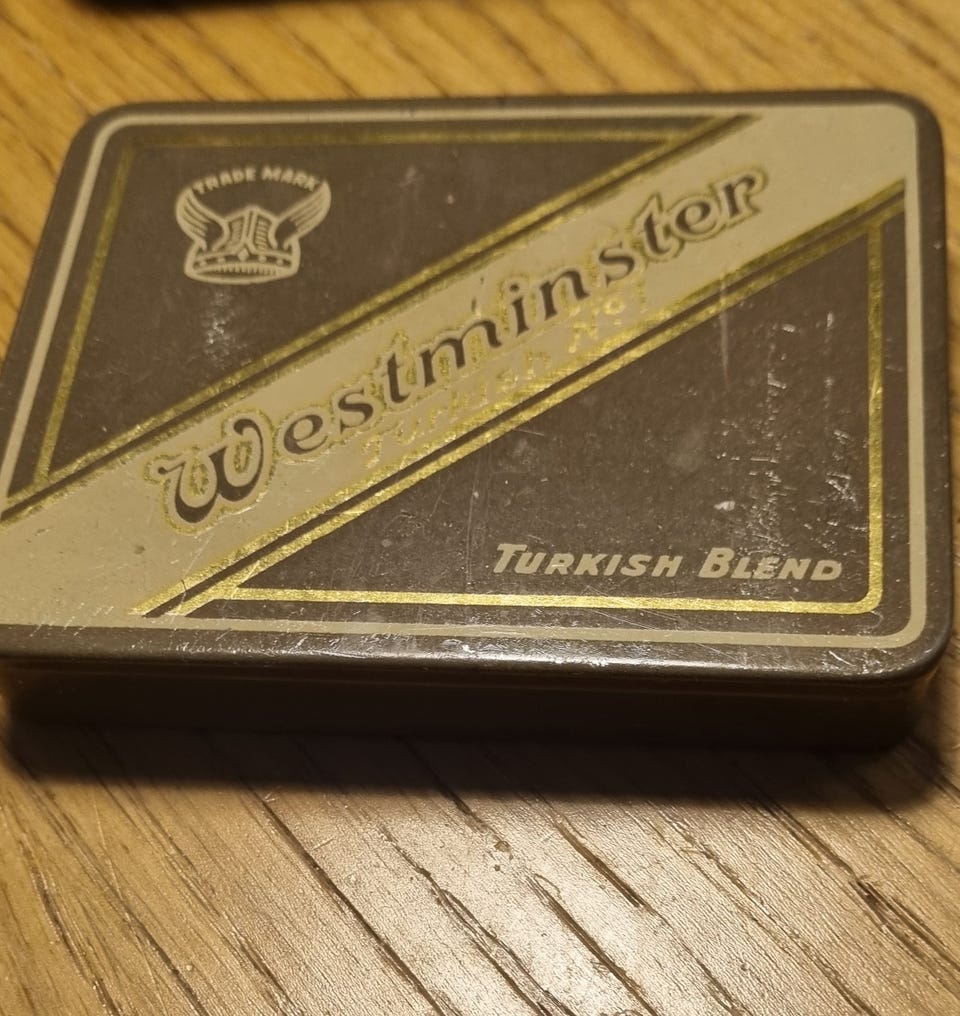 TRADE MARK
Westminster
Turkish Nº 1
TURKISH BLEND